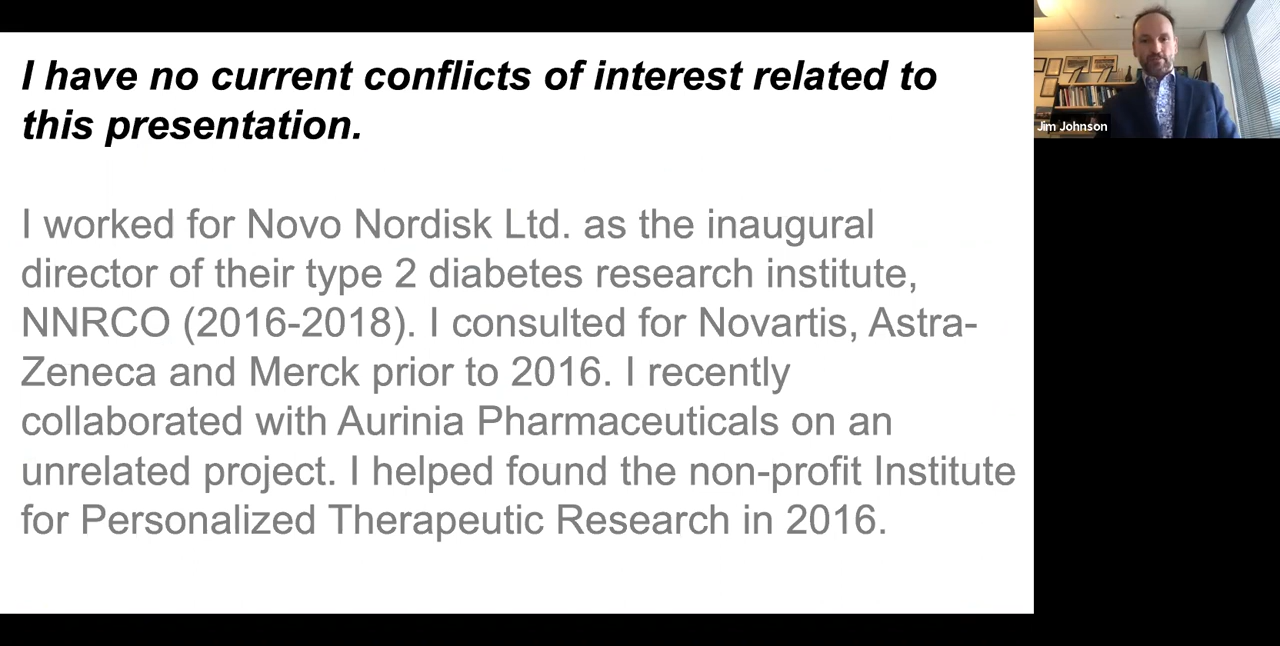 I have no current conflicts of interest related to
this presentation.
I worked for Novo Nordisk Ltd. as the inaugural
director of their type 2 diabetes research institute,
NNRCO (2016-2018). I consulted for Novartis, Astra-
Zeneca and Merck prior to 2016. I recently
collaborated with Aurinia Pharmaceuticals on an
unrelated project. I helped found the non-profit Institute
for Personalized Therapeutic Research in 2016.
Jim Johnson